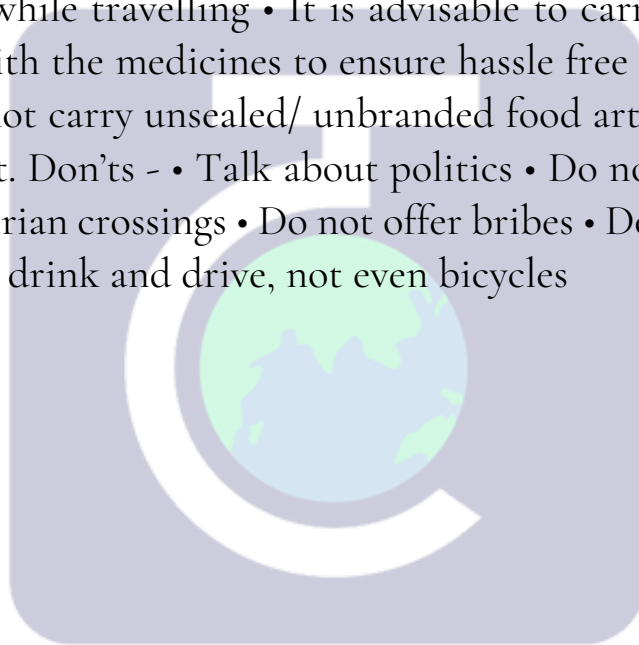 while travelling • It is advisable to carr
ith the medicines to ensure hassle free
not carry unsealed/ unbranded food art
t. Don'ts - • Talk about politics • Do no
rian crossings • Do not offer bribes • Do
drink and drive, not even bicycles